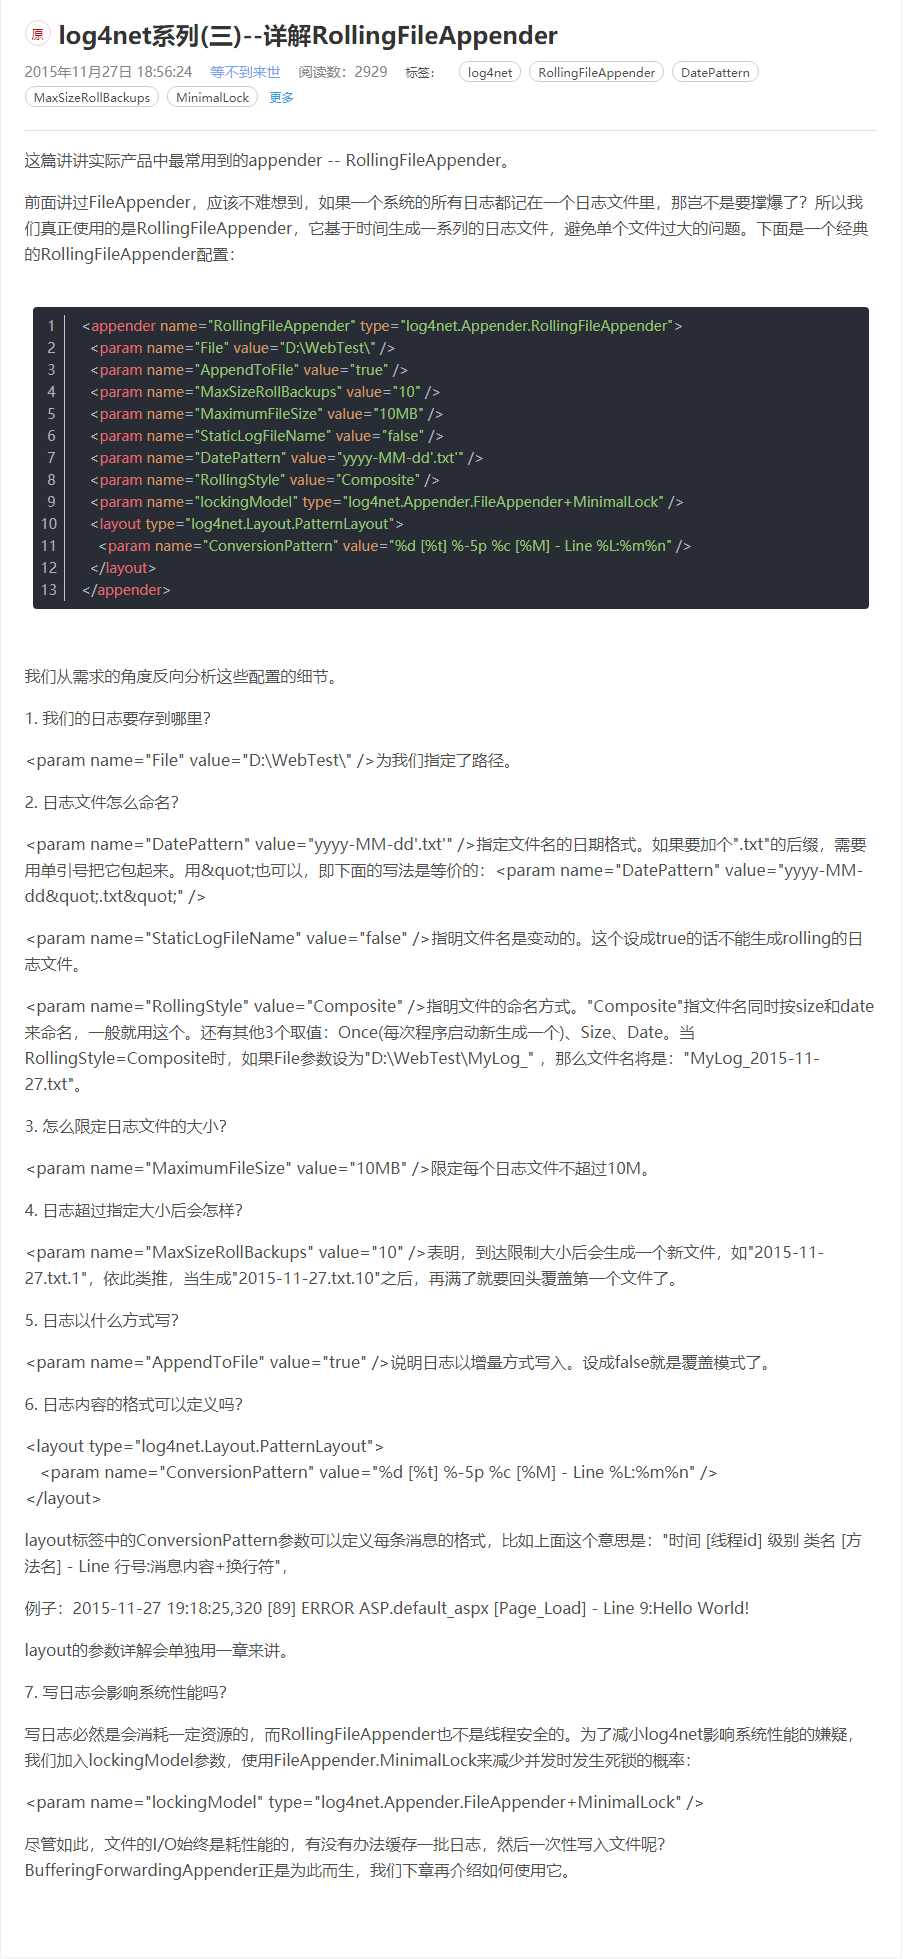 原 log4net系列(三)--详解RollingFileAppender
2015年11月27日 18:56:24 等不到来世 阅读数：2929 标签： log4net RollingFileAppender DatePattern
MaxSizeRollBackups MinimalLock 更多
这篇讲讲实际产品中最常用到的appender -- RollingFileAppender。
前面讲过FileAppender，应该不难想到，如果一个系统的所有日志都记在一个日志文件里，那岂不是要撑爆了？所以我
们真正使用的是RollingFileAppender，它基于时间生成一系列的日志文件，避免单个文件过大的问题。下面是一个经典
的RollingFileAppender配置：
1 <appender name="RollingFileAppender" type="log4net.Appender.RollingFileAppender">
2 <param name="File" value="D:\WebTest\" />
3 <param name="AppendToFile" value="true" />
4 <param name="MaxSizeRollBackups" value="10" />
5 <param name="MaximumFileSize" value="10MB" />
6 <param name="StaticLogFileName" value="false" />
7 <param name="DatePattern" value="yyyy-MM-dd'.txt'" />
8 <param name="RollingStyle" value="Composite" />
9 <param name="lockingModel" type="log4net.Appender.FileAppender+MinimalLock" />
10 <layout type="log4net.Layout.PatternLayout">
11 <param name="ConversionPattern" value="%d [%t] %-5p %c [%M] - Line %L:%m%n" />
12 </layout>
13 </appender>
我们从需求的角度反向分析这些配置的细节。
1. 我们的日志要存到哪里？
<param name="File" value="D:\WebTest\" />为我们指定了路径。
2. 日志文件怎么命名？
<param name="DatePattern" value="yyyy-MM-dd'.txt'" />指定文件名的日期格式。如果要加个".txt"的后缀，需要
用单引号把它包起来。用&quot;也可以，即下面的写法是等价的：<param name="DatePattern" value="yyyy-MM-
dd&quot;.txt&quot;" />
<param name="StaticLogFileName" value="false" />指明文件名是变动的。这个设成true的话不能生成rolling的日
志文件。
<param name="RollingStyle" value="Composite" />指明文件的命名方式。"Composite"指文件名同时按size和date
来命名，一般就用这个。还有其他3个取值：Once(每次程序启动新生成一个)、Size、Date。当
RollingStyle=Composite时，如果File参数设为"D:\WebTest\MyLog_" ，那么文件名将是："MyLog_2015-11-
27.txt"。
3. 怎么限定日志文件的大小？
<param name="MaximumFileSize" value="10MB" />限定每个日志文件不超过10M。
4. 日志超过指定大小后会怎样？
<param name="MaxSizeRollBackups" value="10" />表明，到达限制大小后会生成一个新文件，如"2015-11-
27.txt.1"，依此类推，当生成"2015-11-27.txt.10"之后，再满了就要回头覆盖第一个文件了。
5. 日志以什么方式写？
<param name="AppendToFile" value="true" />说明日志以增量方式写入。设成false就是覆盖模式了。
6. 日志内容的格式可以定义吗？
<layout type="log4net.Layout.PatternLayout">
<param name="ConversionPattern" value="%d [%t] %-5p %c [%M] - Line %L:%m%n" />
</layout>
layout标签中的ConversionPattern参数可以定义每条消息的格式，比如上面这个意思是："时间 [线程id] 级别 类名 [方
法名] - Line 行号:消息内容+换行符"，
例子：2015-11-27 19:18:25,320 [89] ERROR ASP.default_aspx [Page_Load] - Line 9:Hello World!
layout的参数详解会单独用一章来讲。
7. 写日志会影响系统性能吗？
写日志必然是会消耗一定资源的，而RollingFileAppender也不是线程安全的。为了减小log4net影响系统性能的嫌疑，
我们加入lockingModel参数，使用FileAppender.MinimalLock来减少并发时发生死锁的概率：
<param name="lockingModel" type="log4net.Appender.FileAppender+MinimalLock" />
尽管如此，文件的I/O始终是耗性能的，有没有办法缓存一批日志，然后一次性写入文件呢？
BufferingForwardingAppender正是为此而生，我们下章再介绍如何使用它。